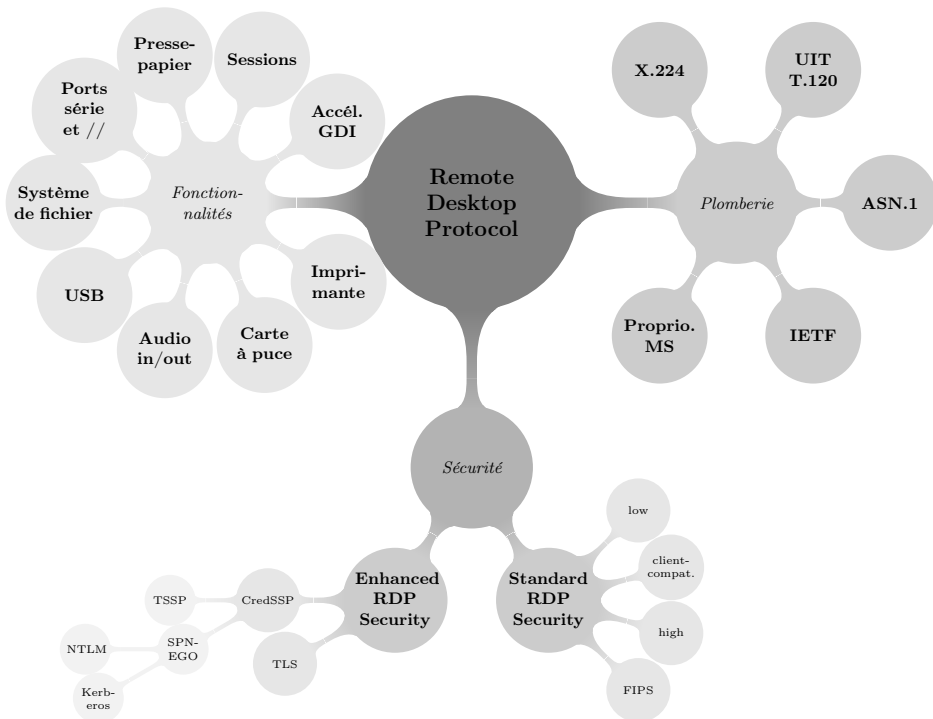 Presse-
papier
Sessions
Ports
série
et //
Accél.
GDI
Système
de fichier
Fonction-
nalités
USB
Audio
in/out
Carte
à puce
Impri-
mante
Remote
Desktop
Protocol
X.224
UIT
T.120
Plomberie
ASN.1
Proprio.
MS
IETF
Sécurité
Enhanced
RDP
Security
Standard
RDP
Security
low
client-
compat.
high
FIPS
TSSP
CredSSP
NTLM
SPN-
EGO
Kerb-
eros
TLS